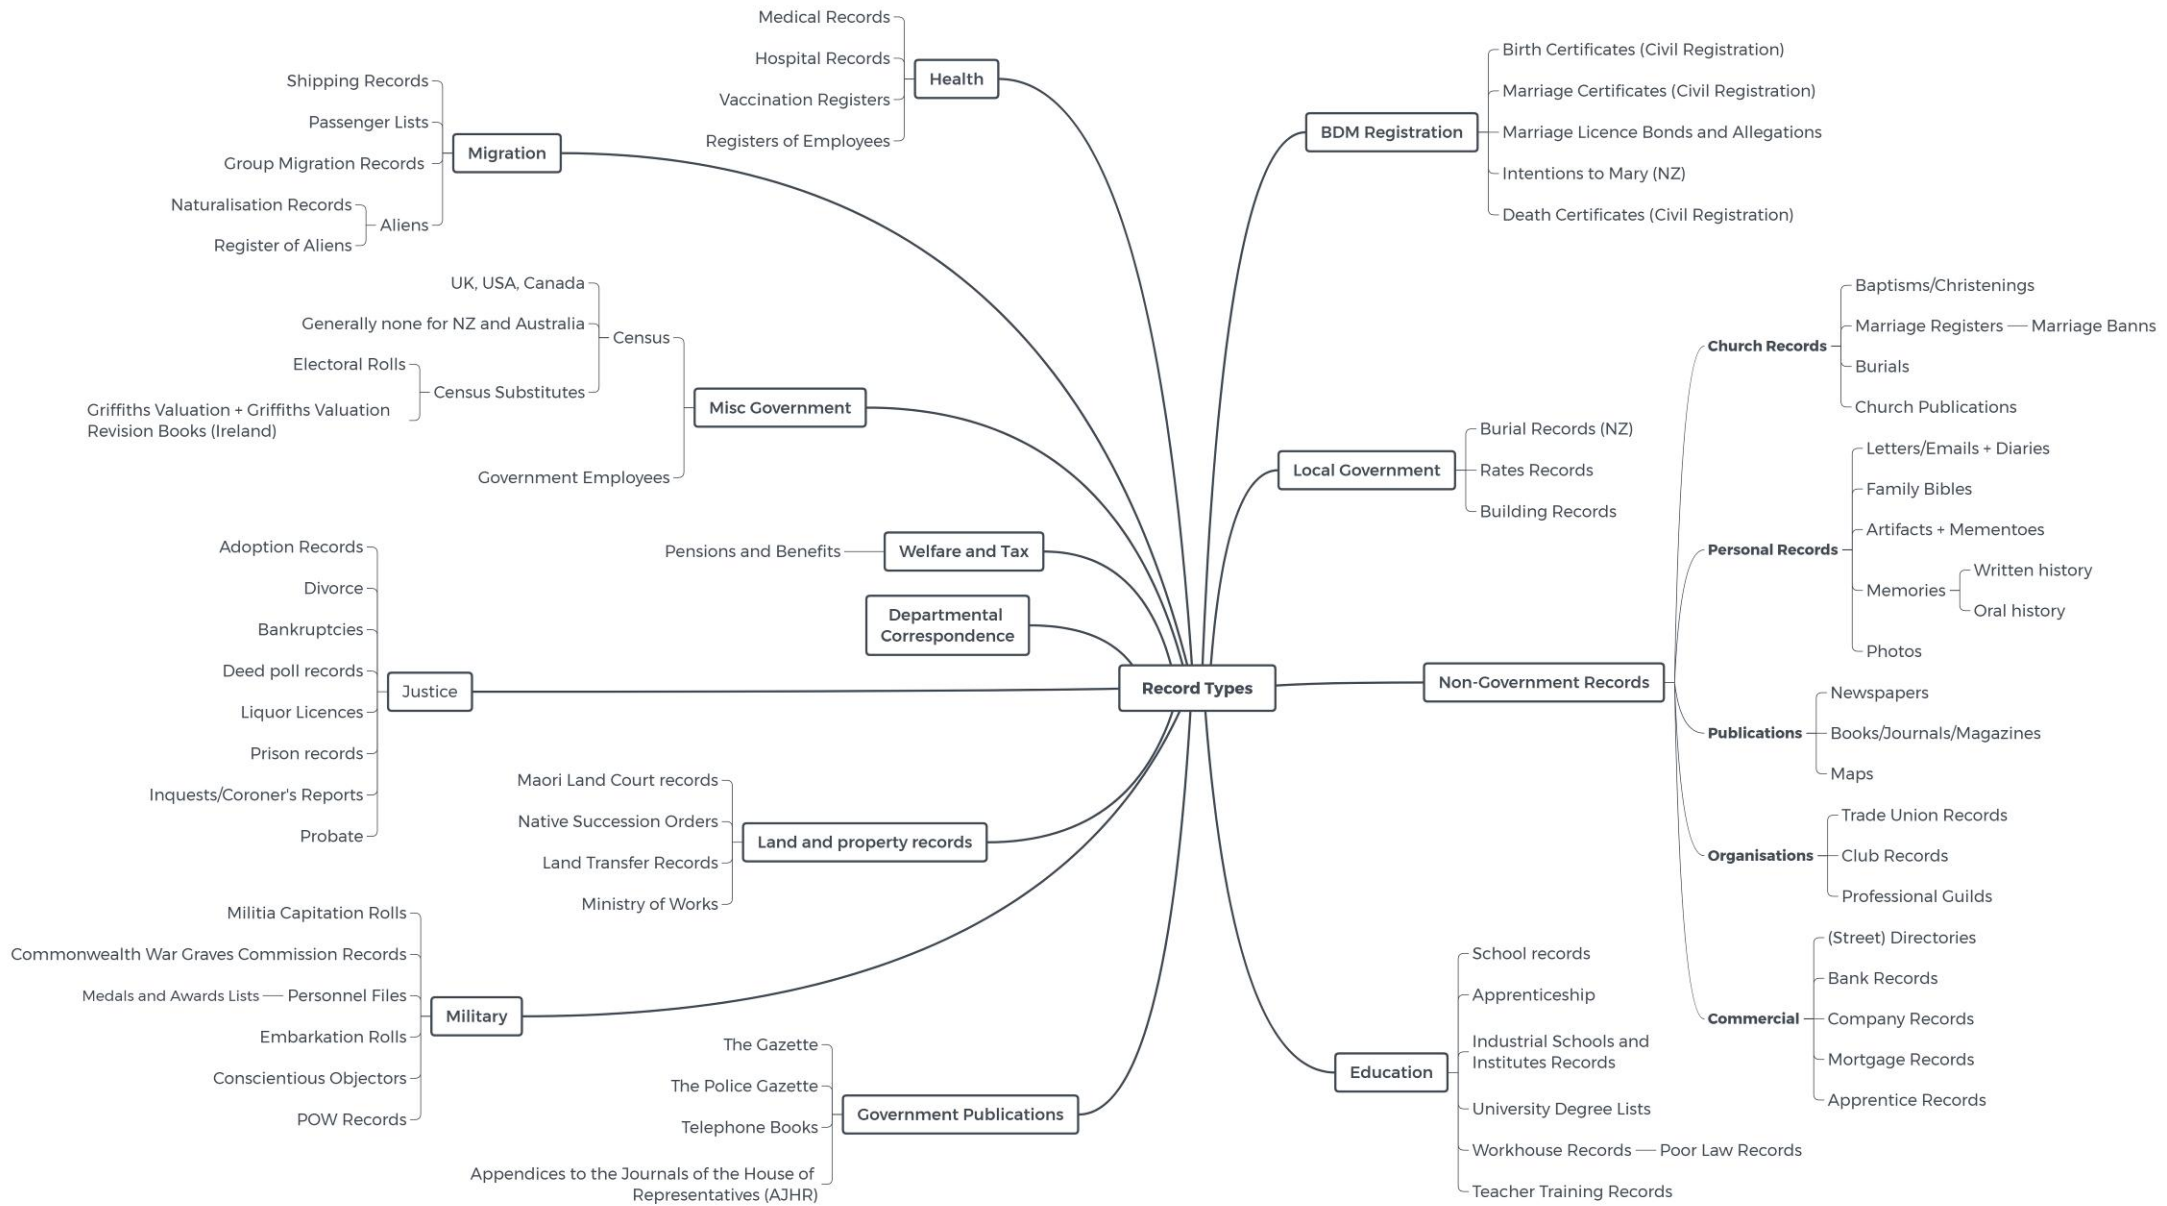 Record Types
Health
Medical Records
Hospital Records
Vaccination Registers
Registers of Employees
Migration
Shipping Records
Passenger Lists
Group Migration Records
Aliens
Naturalisation Records
Register of Aliens
Misc Government
Census
UK, USA, Canada
Generally none for NZ and Australia
Census Substitutes
Electoral Rolls
Griffiths Valuation + Griffiths Valuation
Revision Books (Ireland)
Government Employees
Welfare and Tax
Pensions and Benefits
Departmental
Correspondence
Justice
Adoption Records
Divorce
Bankruptcies
Deed poll records
Liquor Licences
Prison records
Inquests/Coroner's Reports
Probate
Land and property records
Maori Land Court records
Native Succession Orders
Land Transfer Records
Ministry of Works
Military
Militia Capitation Rolls
Commonwealth War Graves Commission Records
Personnel Files
Medals and Awards Lists
Embarkation Rolls
Conscientious Objectors
POW Records
Government Publications
The Gazette
The Police Gazette
Telephone Books
Appendices to the Journals of the House of
Representatives (AJHR)
BDM Registration
Birth Certificates (Civil Registration)
Marriage Certificates (Civil Registration)
Marriage Licence Bonds and Allegations
Intentions to Mary (NZ)
Death Certificates (Civil Registration)
Local Government
Burial Records (NZ)
Rates Records
Building Records
Non-Government Records
Church Records
Baptisms/Christenings
Marriage Registers
Marriage Banns
Burials
Church Publications
Personal Records
Letters/Emails + Diaries
Family Bibles
Artifacts + Mementoes
Memories
Written history
Oral history
Photos
Publications
Newspapers
Books/Journals/Magazines
Maps
Organisations
Trade Union Records
Club Records
Professional Guilds
Commercial
(Street) Directories
Bank Records
Company Records
Mortgage Records
Apprentice Records
Education
School records
Apprenticeship
Industrial Schools and
Institutes Records
University Degree Lists
Workhouse Records
Poor Law Records
Teacher Training Records